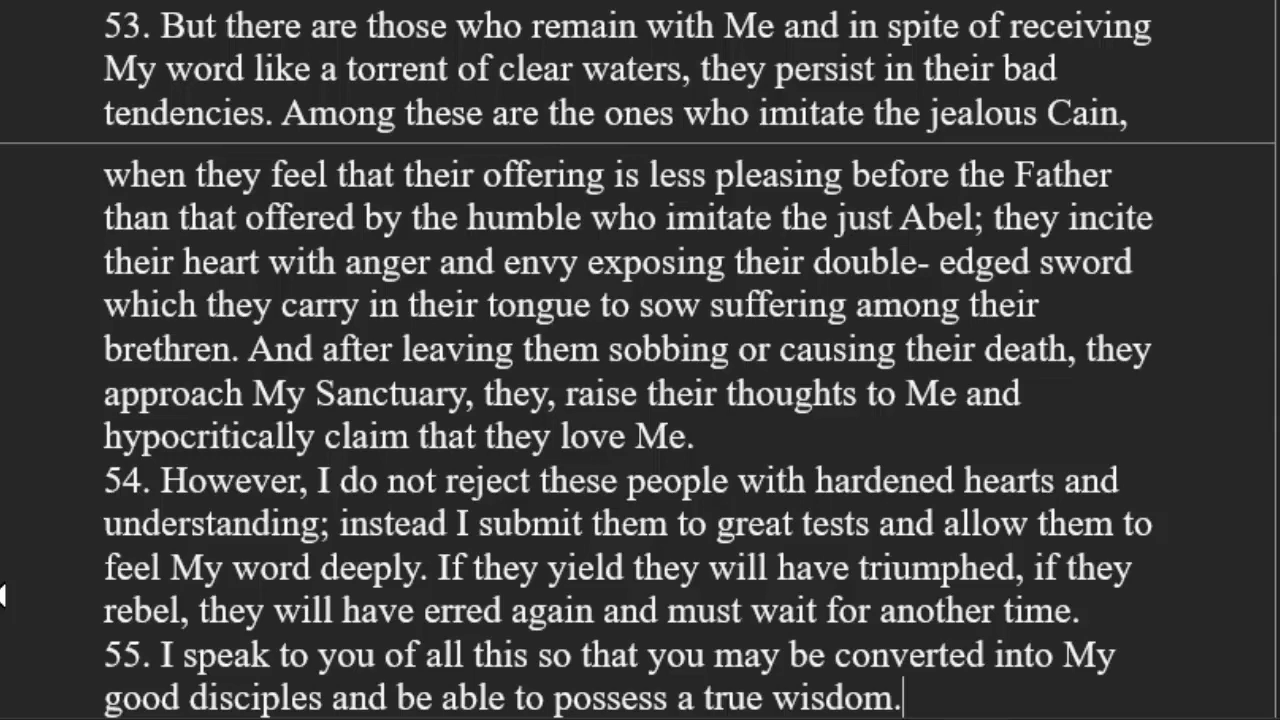 53. But there are those who remain with Me and in spite of receiving
My word like a torrent of clear waters, they persist in their bad
tendencies. Among these are the ones who imitate the jealous Cain,
when they feel that their offering is less pleasing before the Father
than that offered by the humble who imitate the just Abel; they incite
their heart with anger and envy exposing their double- edged sword
which they carry in their tongue to sow suffering among their
brethren. And after leaving them sobbing or causing their death, they
approach My Sanctuary, they, raise their thoughts to Me and
hypocritically claim that they love Me.
54. However, I do not reject these people with hardened hearts and
understanding; instead I submit them to great tests and allow them to
feel My word deeply. If they yield they will have triumphed, if they
rebel, they will have erred again and must wait for another time.
55. I speak to you of all this so that you may be converted into My
good disciples and be able to possess a true wisdom.